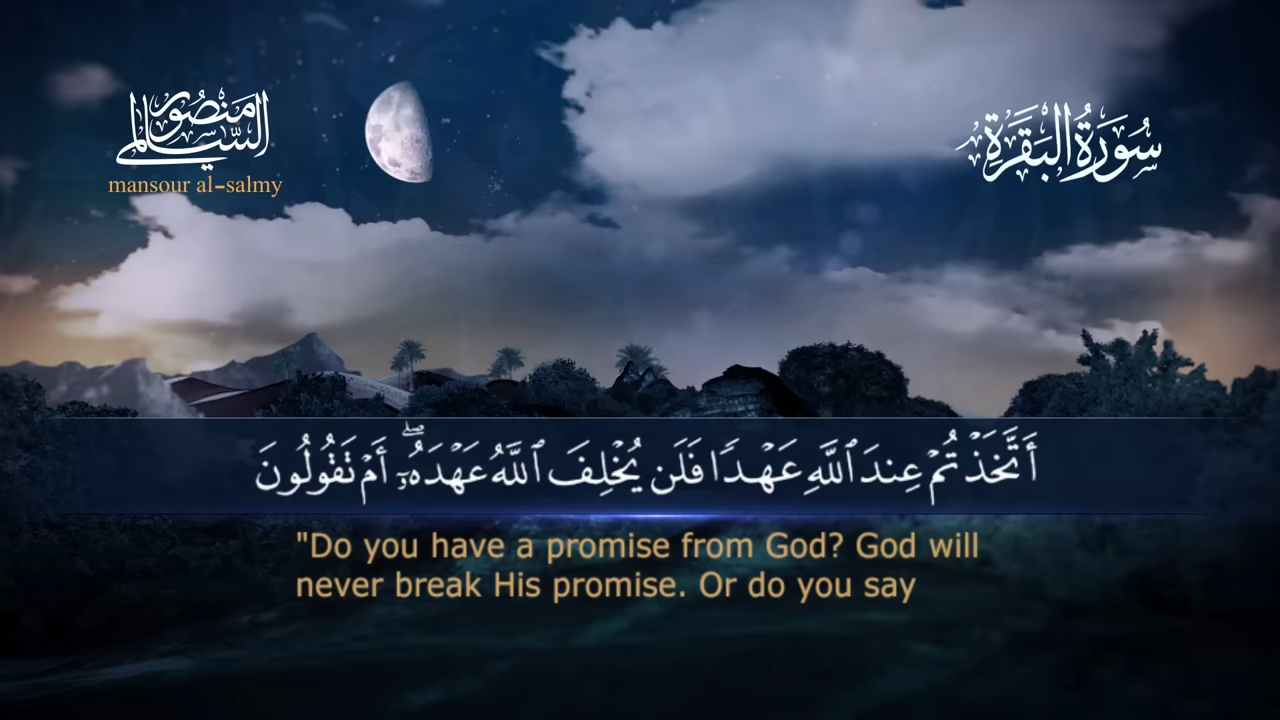 منصور السالمي
mansour al-salmy
سُورَةُ البَقَرَةِ
أَتَّخَذْتُمْ عِندَ ٱللَّهِ عَهْدًا فَلَن يُخْلِفَ ٱللَّهُ عَهْدَهُۥٓ ۖ أَمْ تَقُولُونَ
"Do you have a promise from God? God will
never break His promise. Or do you say